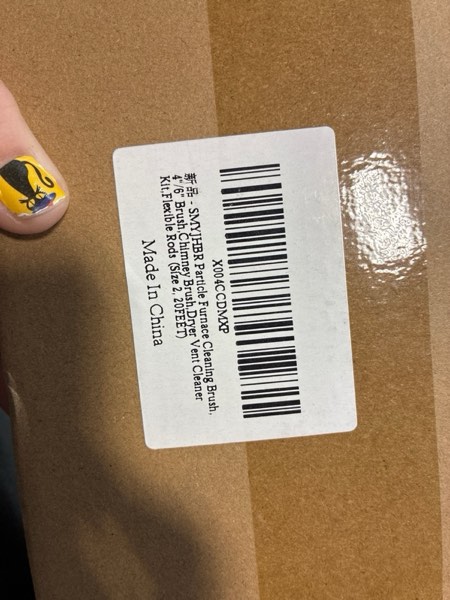 X004CCDMXP
新品 - SMYJHBR Particle Furnace Cleaning Brush,
4"/6" Brush,Chimney Brush,Dryer Vent Cleaner
Kit,Flexible Rods (Size 2, 20FEET)
Made In China